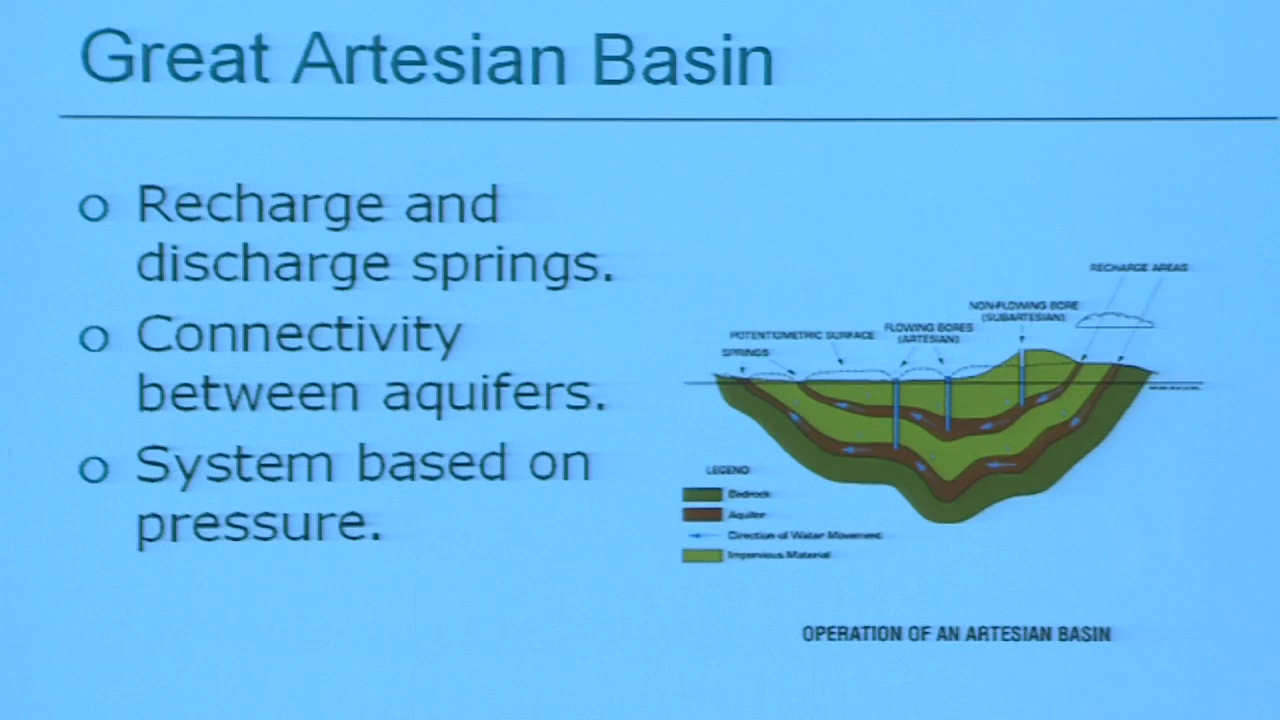 Great Artesian Basin
o Recharge and
discharge springs.
o Connectivity
between aquifers.
o System based on
pressure.
RECHARGE AREAS
NON-FLOWING BORE
(SUBARTESIAN)
FLOWING BORES
(ARTESIAN)
POTENTIOMETRIC SURFACE
SPRINGS
LEGEND
Bedrock
Aquifer
Direction of Water Movement
Impervious Material
OPERATION OF AN ARTESIAN BASIN